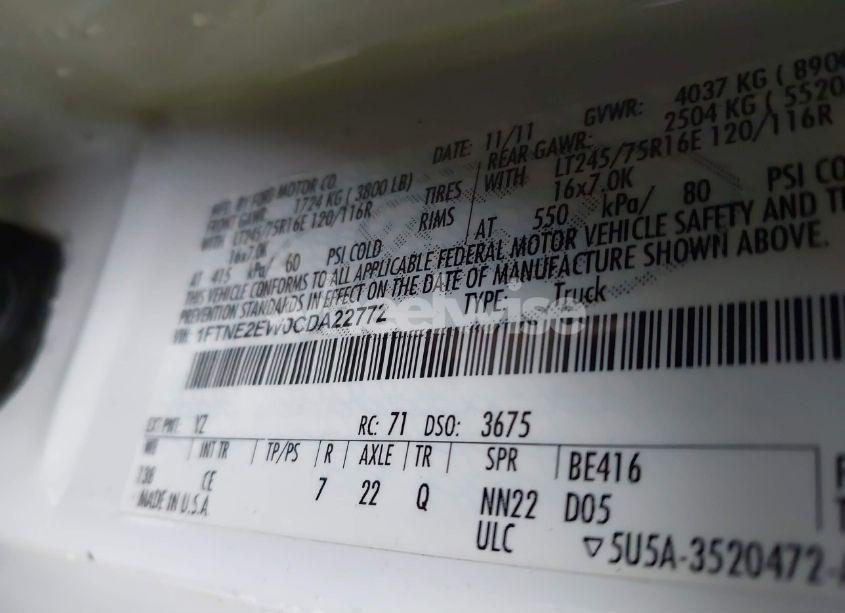 MFD. BY FORD MOTOR CO. DATE: 11/11 GVWR: 4037 KG ( 8900
FRONT GAWR: 1724 KG ( 3800 LB) REAR GAWR: 2504 KG ( 5520
WITH LT245/75R16E 120/116R TIRES WITH LT245/75R16E 120/116R
16x7.0K RIMS 16x7.0K
AT 415 kPa/ 60 PSI COLD AT 550 kPa/ 80 PSI CO
THIS VEHICLE CONFORMS TO ALL APPLICABLE FEDERAL MOTOR VEHICLE SAFETY AND
PREVENTION STANDARDS IN EFFECT ON THE DATE OF MANUFACTURE SHOWN ABOVE.
VIN: 1FTNE2EW0CDA22772 TYPE: Truck
reelwise
EXT PNT: YZ RC: 71 DSO: 3675
WB INT TR TP/PS R AXLE TR SPR BE416
138 CE 7 22 Q NN22 D05
MADE IN U.S.A. ULC ▽5U5A-3520472-